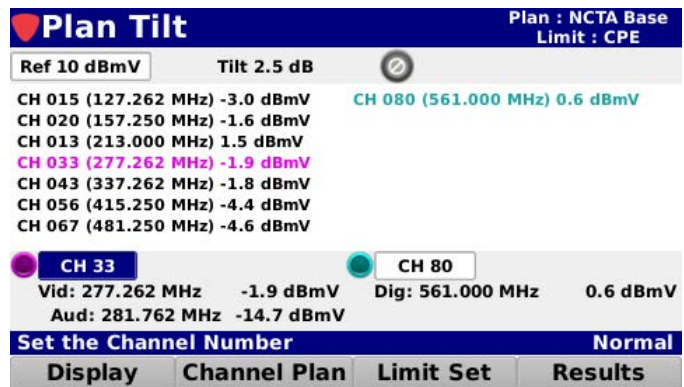 Plan Tilt
Plan : NCTA Base
Limit : CPE
Ref 10 dBmV
Tilt 2.5 dB
CH 015 (127.262 MHz) -3.0 dBmV
CH 020 (157.250 MHz) -1.6 dBmV
CH 013 (213.000 MHz) 1.5 dBmV
CH 033 (277.262 MHz) -1.9 dBmV
CH 043 (337.262 MHz) -1.8 dBmV
CH 056 (415.250 MHz) -4.4 dBmV
CH 067 (481.250 MHz) -4.6 dBmV
CH 080 (561.000 MHz) 0.6 dBmV
CH 33
Vid: 277.262 MHz -1.9 dBmV
Aud: 281.762 MHz -14.7 dBmV
CH 80
Dig: 561.000 MHz 0.6 dBmV
Set the Channel Number Normal
Display Channel Plan Limit Set Results